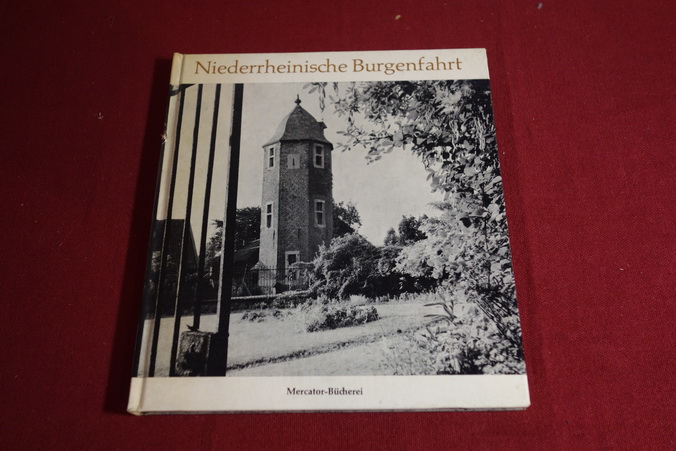 Niederrheinische Burgenfahrt
Mercator-Bücherei